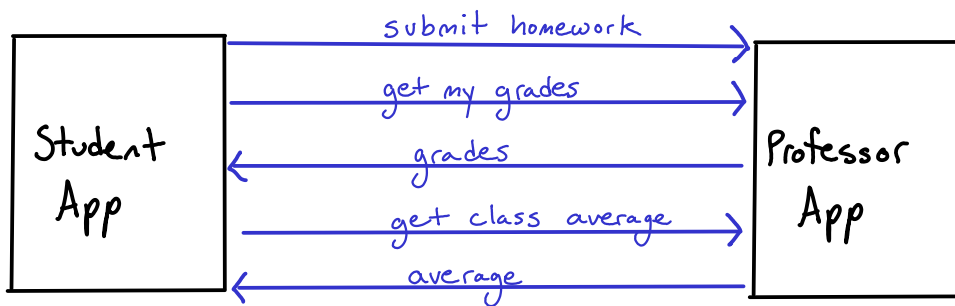 submit homework
get my grades
Student
App
grades
Professor
App
get class average
average